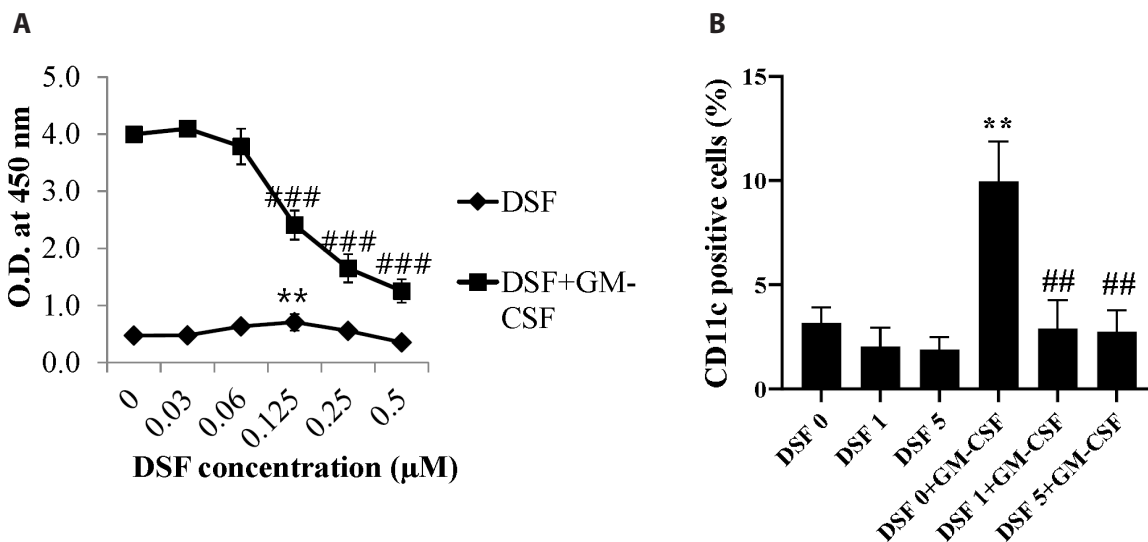 A
O.D. at 450 nm
5.0
4.0
3.0
2.0
1.0
0.0
###
###
###
**
0
0.03
0.06
0.125
0.25
0.5
DSF concentration (μM)
DSF
DSF+GM-
CSF
B
CD11c positive cells (%)
15
10
5
0
**
##
##
DSF 0
DSF 1
DSF 5
DSF 0+GM-CSF
DSF 1+GM-CSF
DSF 5+GM-CSF